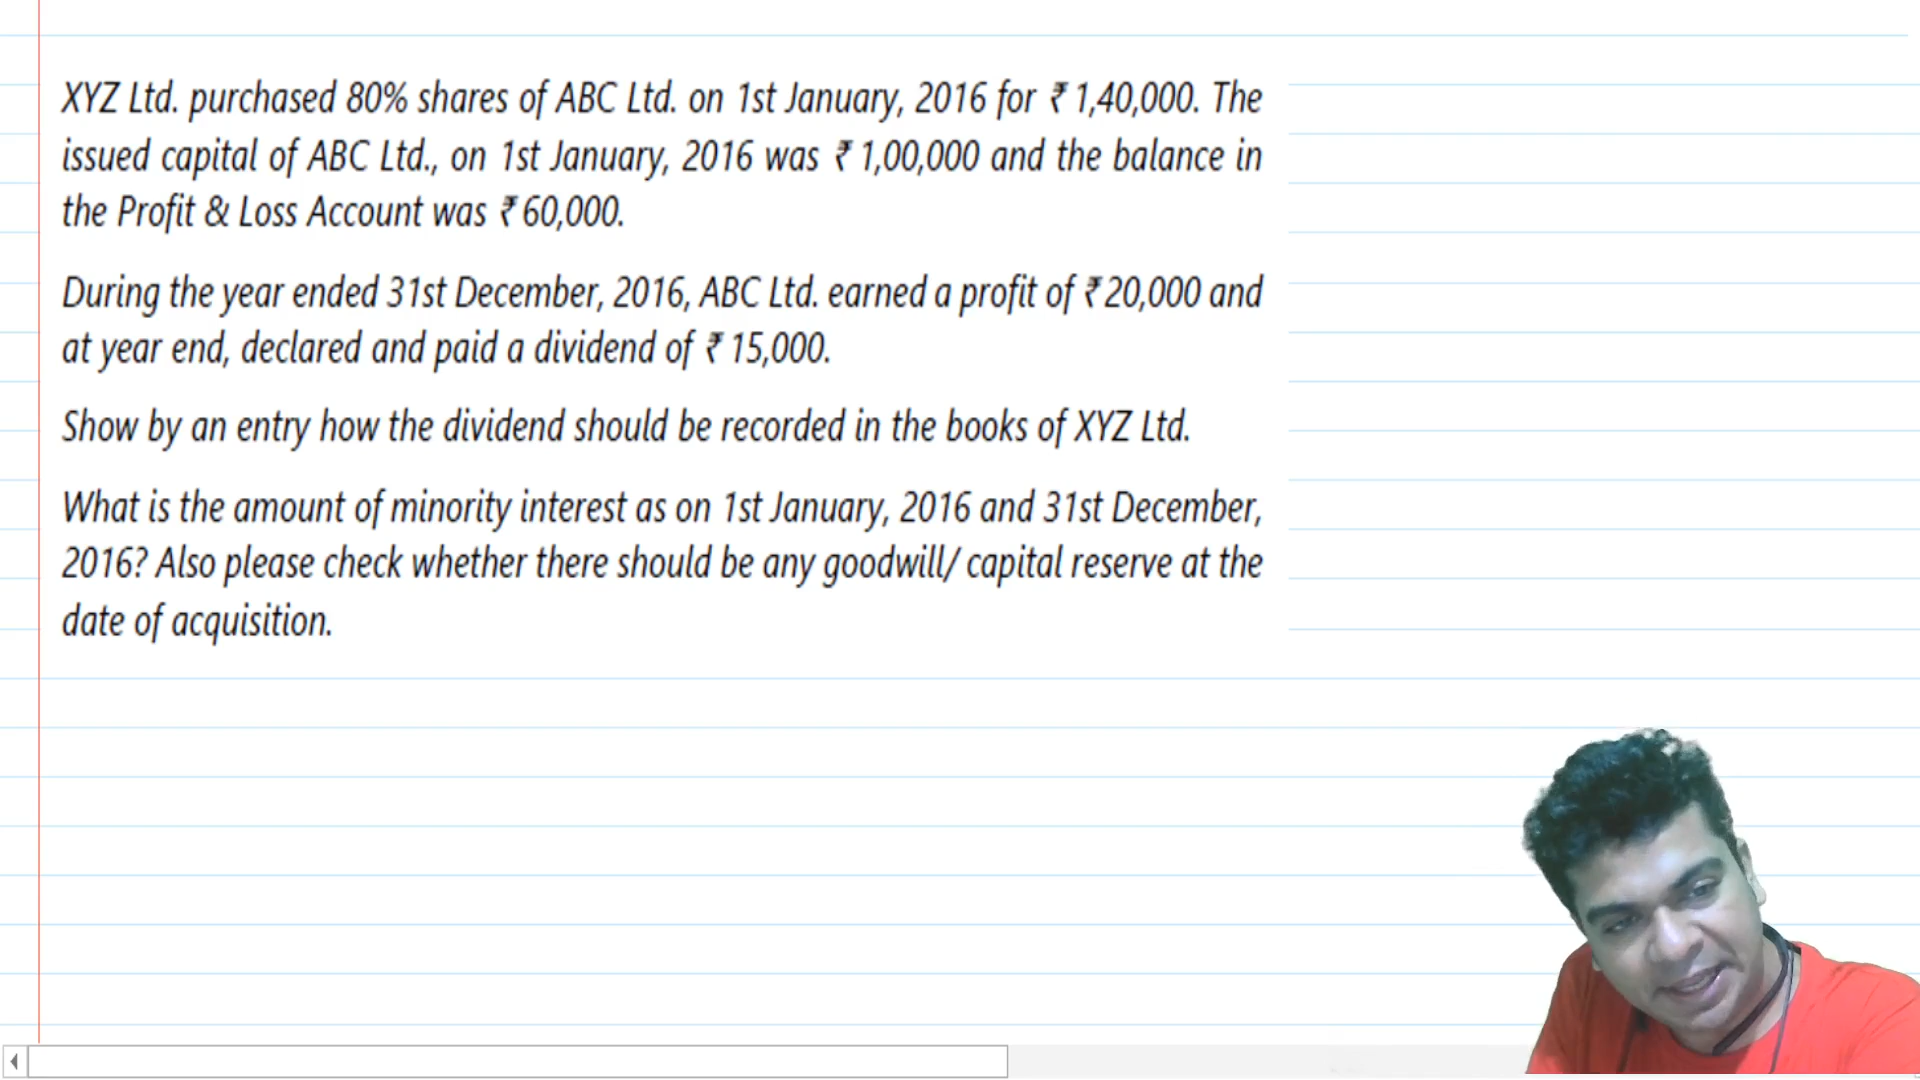 XYZ Ltd. purchased 80% shares of ABC Ltd. on 1st January, 2016 for ₹ 1,40,000. The
issued capital of ABC Ltd., on 1st January, 2016 was ₹ 1,00,000 and the balance in
the Profit & Loss Account was ₹ 60,000.
During the year ended 31st December, 2016, ABC Ltd. earned a profit of ₹ 20,000 and
at year end, declared and paid a dividend of ₹ 15,000.
Show by an entry how the dividend should be recorded in the books of XYZ Ltd.
What is the amount of minority interest as on 1st January, 2016 and 31st December,
2016? Also please check whether there should be any goodwill/ capital reserve at the
date of acquisition.